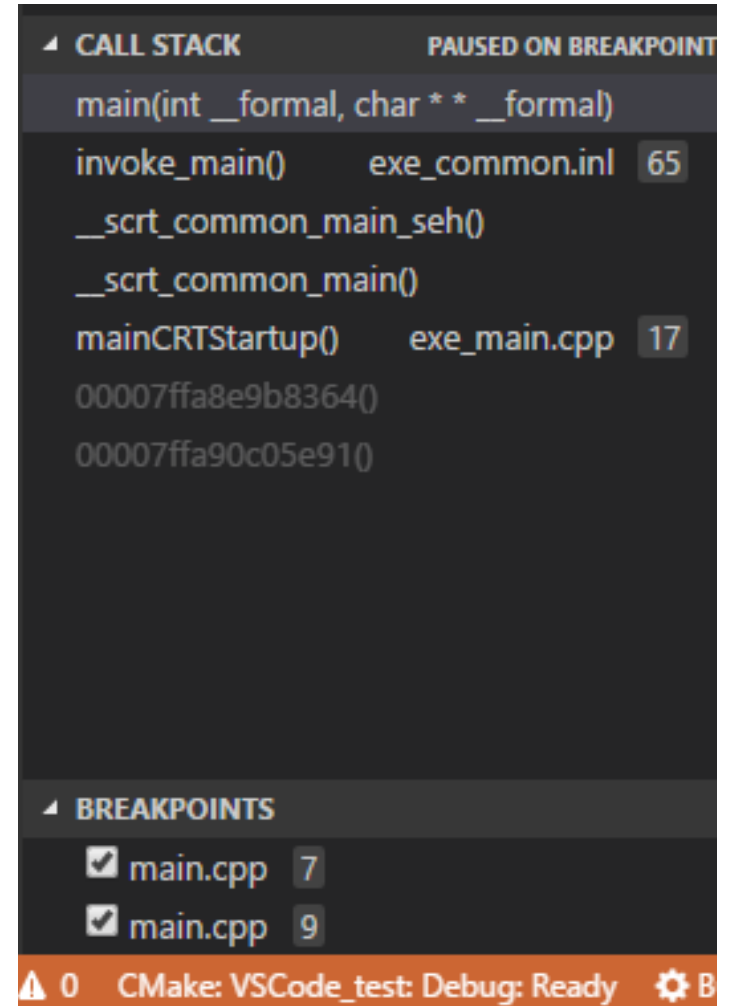 CALL STACK PAUSED ON BREAKPOINT
main(int __formal, char * * __formal)
invoke_main() exe_common.inl 65
__scrt_common_main_seh()
__scrt_common_main()
mainCRTStartup() exe_main.cpp 17
00007ffa8e9b8364()
00007ffa90c05e91()
BREAKPOINTS
main.cpp 7
main.cpp 9
0 CMake: VSCode_test: Debug: Ready B